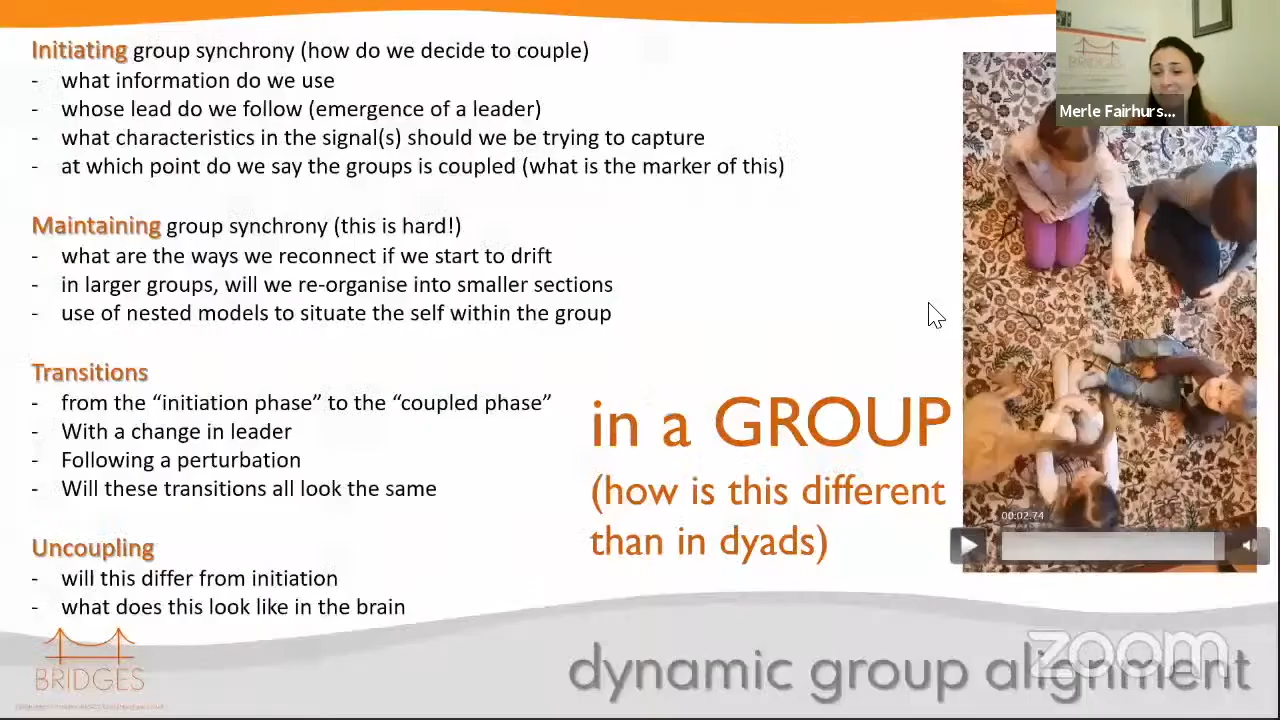 Initiating group synchrony (how do we decide to couple)
- what information do we use
- whose lead do we follow (emergence of a leader)
- what characteristics in the signal(s) should we be trying to capture
- at which point do we say the groups is coupled (what is the marker of this)
Maintaining group synchrony (this is hard!)
- what are the ways we reconnect if we start to drift
- in larger groups, will we re-organise into smaller sections
- use of nested models to situate the self within the group
Transitions
- from the “initiation phase” to the “coupled phase”
- With a change in leader
- Following a perturbation
- Will these transitions all look the same
Uncoupling
- will this differ from initiation
- what does this look like in the brain
in a GROUP
(how is this different
than in dyads)
BRIDGES
Merle Fairhurs...
00:02.74
BRIDGES
zoom
dynamic group alignment